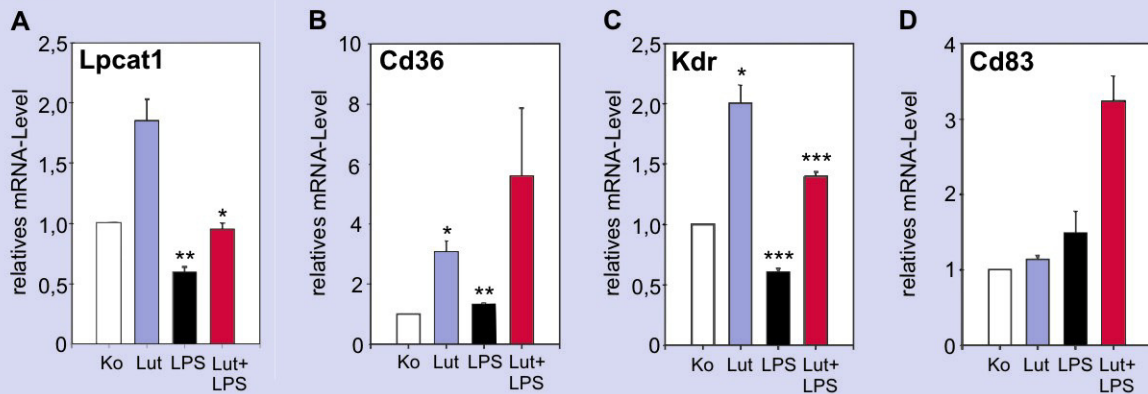 A
Lpcat1
relatives mRNA-Level
2,5
2,0
1,5
1,0
0,5
0
**
*
Ko Lut LPS Lut+
LPS
B
Cd36
relatives mRNA-Level
10
8
6
4
2
0
*
**
Ko Lut LPS Lut+
LPS
C
Kdr
relatives mRNA-Level
2,5
2,0
1,5
1,0
0,5
0
*
***
***
Ko Lut LPS Lut+
LPS
D
Cd83
relatives mRNA-Level
4
3
2
1
0
Ko Lut LPS Lut+
LPS